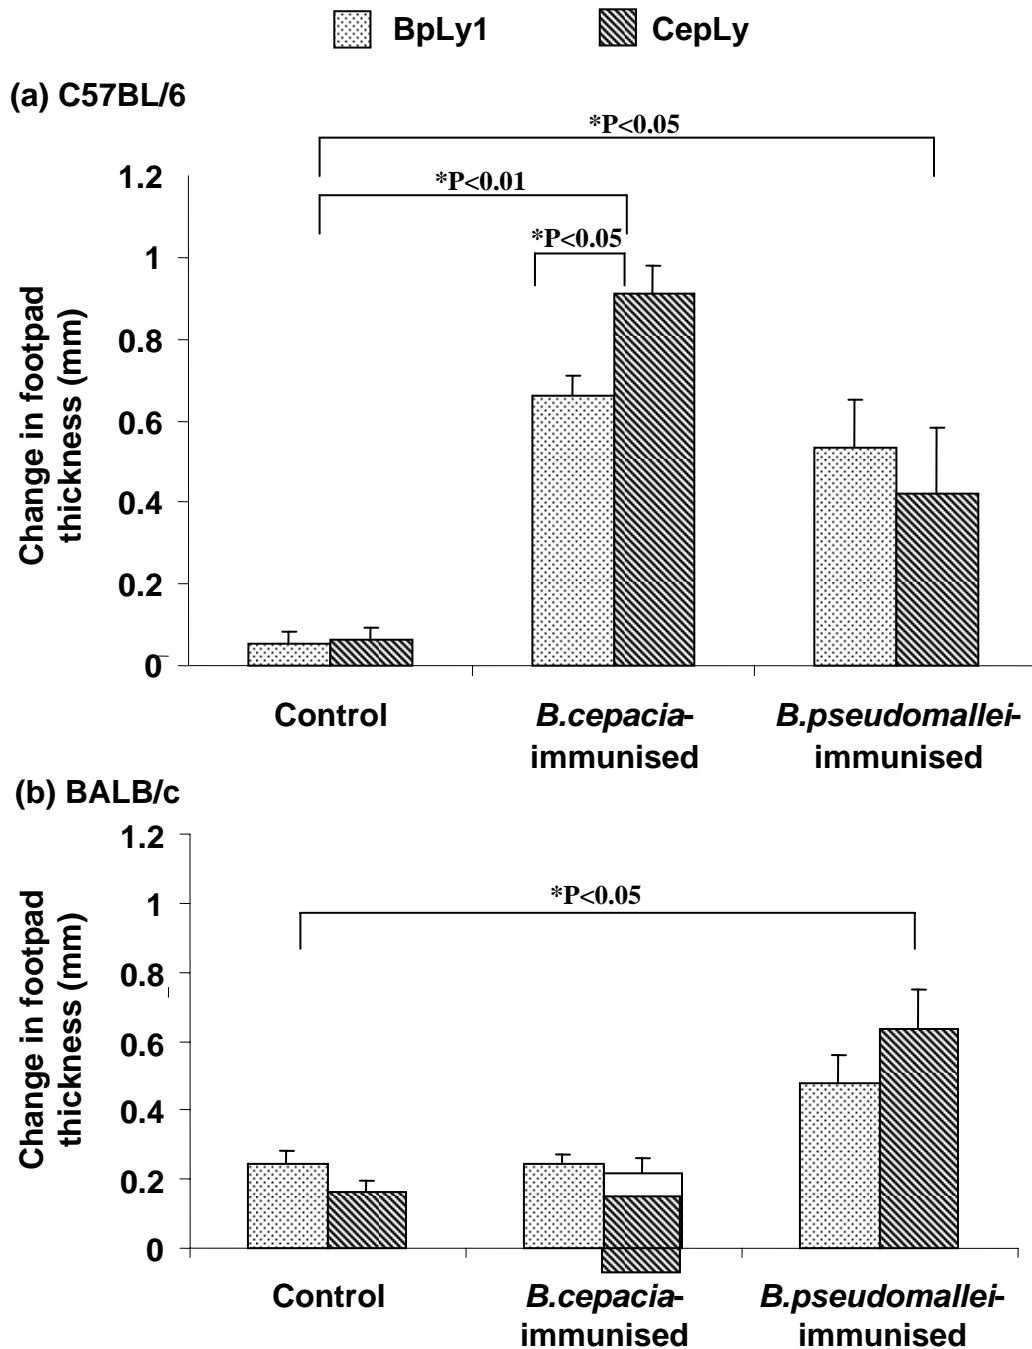 BpLy1 CepLy
(a) C57BL/6
*P<0.05
*P<0.01
*P<0.05
1.2
1
0.8
0.6
0.4
0.2
0
Change in footpad
thickness (mm)
Control
B.cepacia-
immunised
B.pseudomallei-
immunised
(b) BALB/c
*P<0.05
1.2
1
0.8
0.6
0.4
0.2
0
Change in footpad
thickness (mm)
Control
B.cepacia-
immunised
B.pseudomallei-
immunised